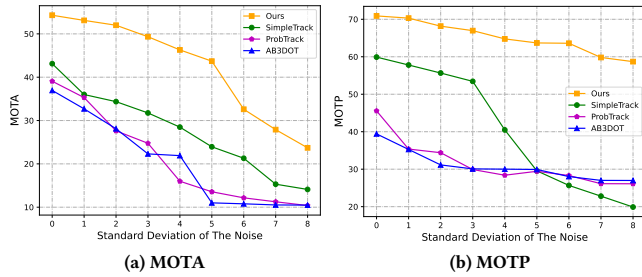 50
40
30
20
10
MOTA
0 1 2 3 4 5 6 7 8
Standard Deviation of The Noise
Ours
SimpleTrack
ProbTrack
AB3DOT
(a) MOTA
70
60
50
40
30
20
MOTP
0 1 2 3 4 5 6 7 8
Standard Deviation of The Noise
Ours
SimpleTrack
ProbTrack
AB3DOT
(b) MOTP